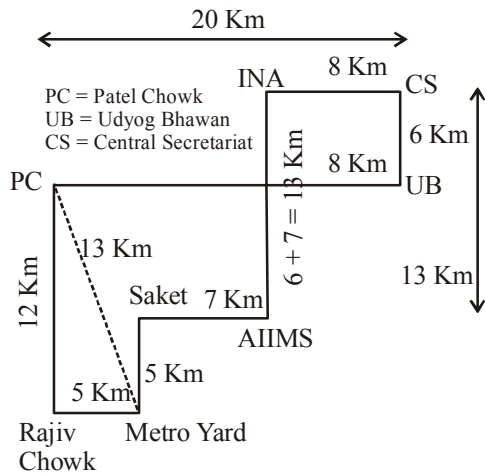 20 Km
8 Km
INA
CS
PC = Patel Chowk
UB = Udyog Bhawan
CS = Central Secretariat
6 Km
8 Km
PC
UB
6 + 7 = 13 Km
13 Km
12 Km
13 Km
Saket
7 Km
AIIMS
5 Km
5 Km
Rajiv
Chowk
Metro Yard